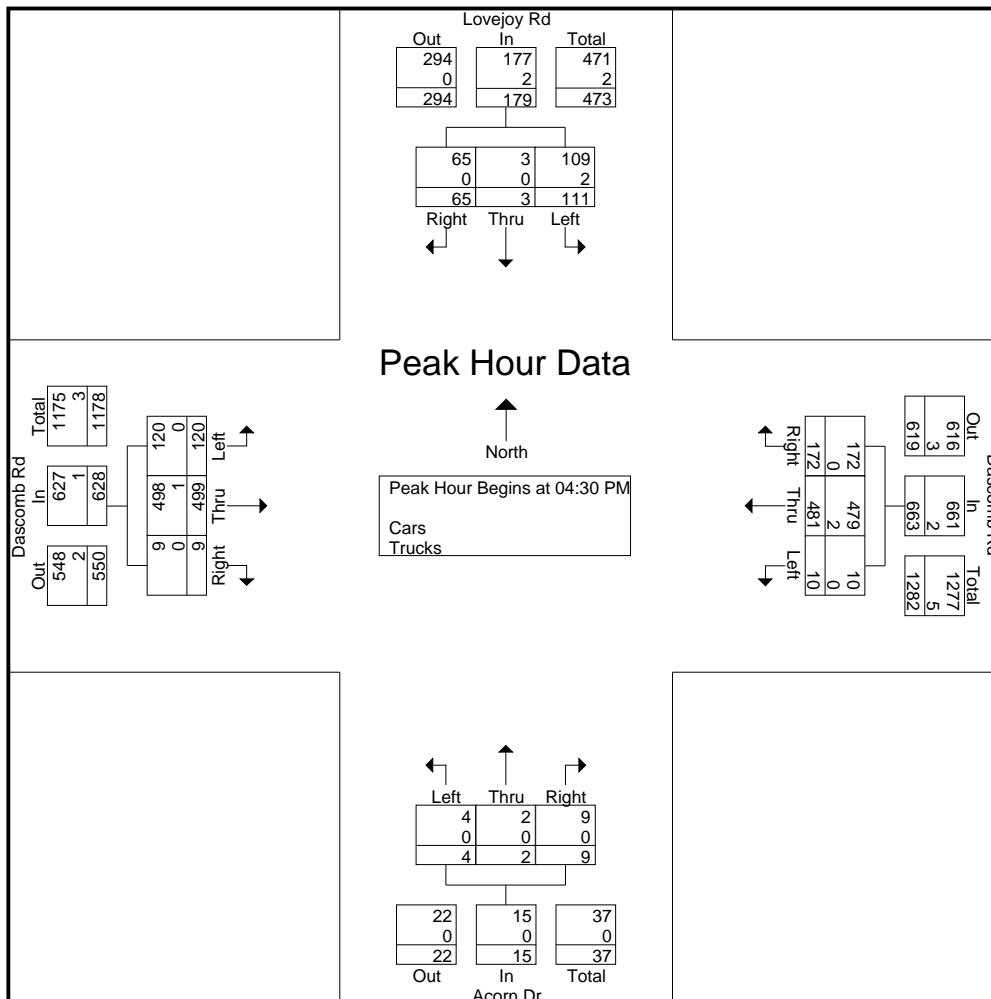 Lovejoy Rd
Out In Total
294 177 471
0 2 2
294 179 473
65 3 109
0 0 2
65 3 111
Right Thru Left
Peak Hour Data
North
Peak Hour Begins at 04:30 PM
Cars
Trucks
Dascomb Rd
Total In Out
1175 627 548
3 1 2
1178 628 550
120 498 9
0 1 0
120 499 9
Left Thru Right
Dascomb Rd
Out In Total
616 661 1277
3 2 5
619 663 1282
172 479 10
0 2 0
172 481 10
Right Thru Left
Left Thru Right
4 2 9
0 0 0
4 2 9
22 15 37
0 0 0
22 15 37
Out In Total
Acorn Dr